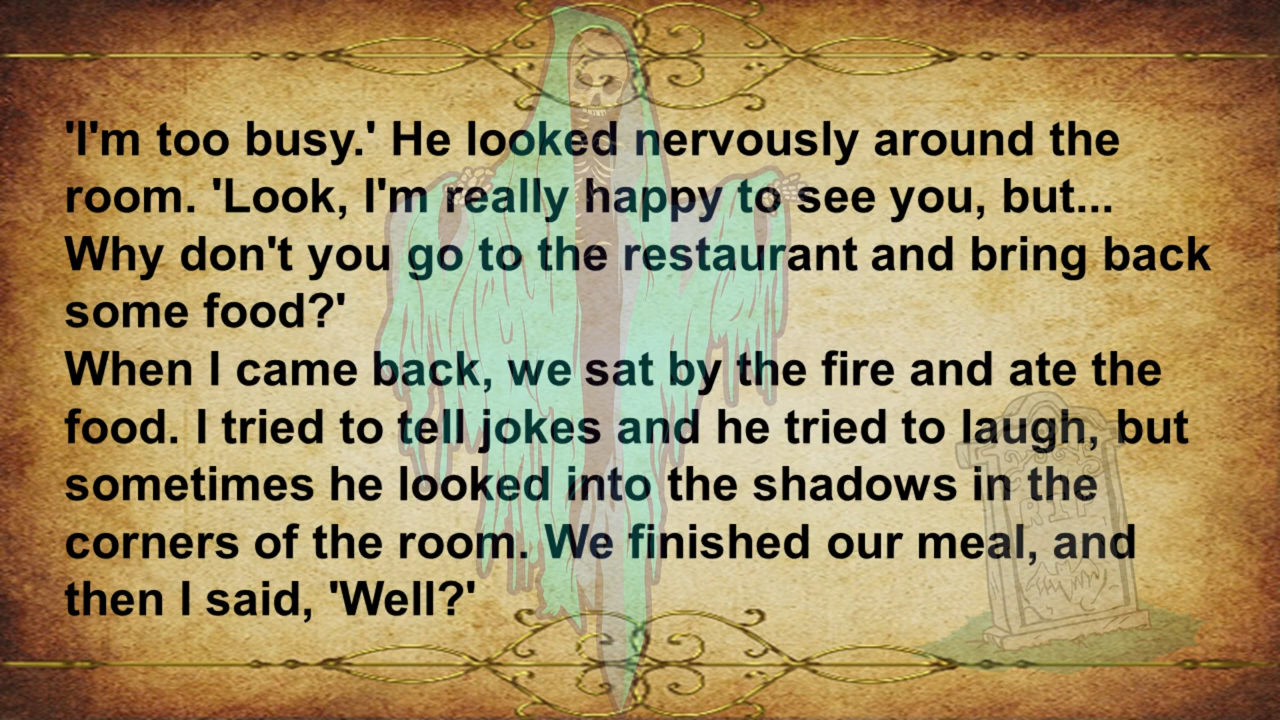 'I'm too busy.' He looked nervously around the
room. 'Look, I'm really happy to see you, but...
Why don't you go to the restaurant and bring back
some food?'
When I came back, we sat by the fire and ate the
food. I tried to tell jokes and he tried to laugh, but
sometimes he looked into the shadows in the
corners of the room. We finished our meal, and
then I said, 'Well?'
RIP